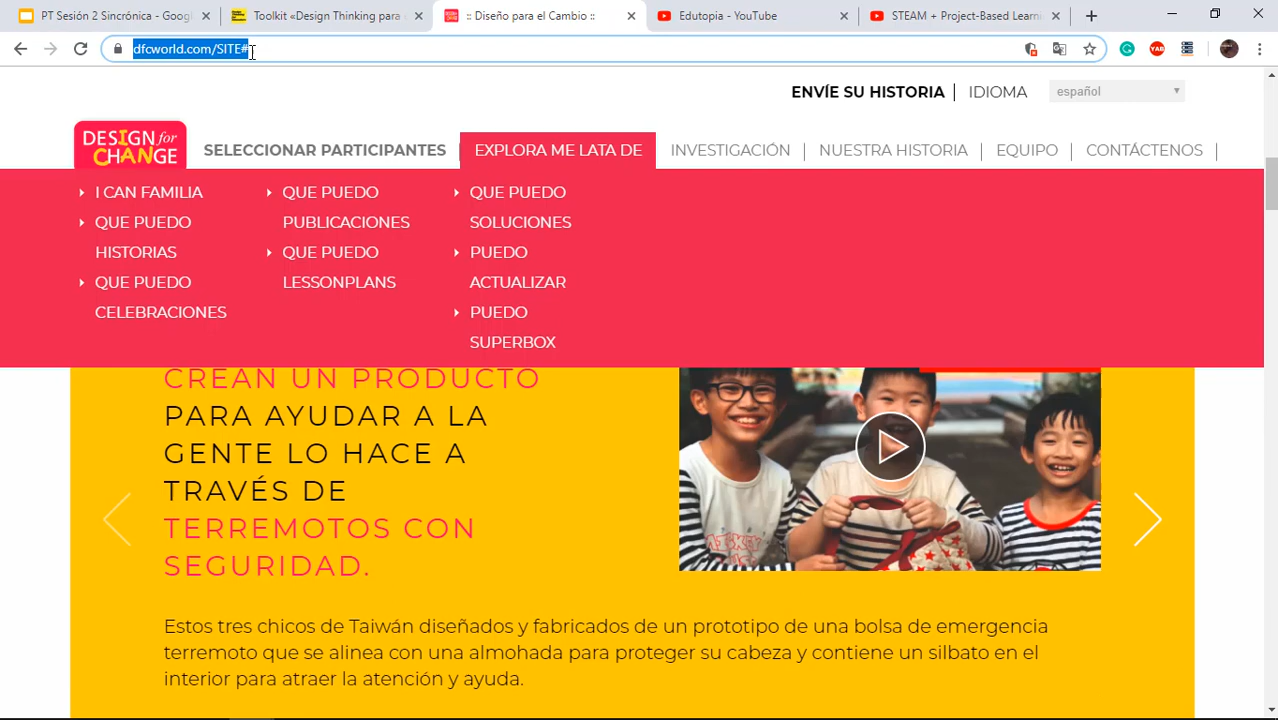 PT Sesión 2 Sincrónica - Google
Toolkit «Design Thinking para
:: Diseño para el Cambio ::
Edutopia - YouTube
STEAM + Project-Based Learni
dfcworld.com/SITE#
ENVÍE SU HISTORIA | IDIOMA español
DESIGN for
CHANGE
SELECCIONAR PARTICIPANTES
EXPLORA ME LATA DE
INVESTIGACIÓN
NUESTRA HISTORIA
EQUIPO
CONTÁCTENOS
I CAN FAMILIA
QUE PUEDO
HISTORIAS
QUE PUEDO
CELEBRACIONES
QUE PUEDO
PUBLICACIONES
QUE PUEDO
LESSONPLANS
QUE PUEDO
SOLUCIONES
PUEDO
ACTUALIZAR
PUEDO
SUPERBOX
CREAN UN PRODUCTO
PARA AYUDAR A LA
GENTE LO HACE A
TRAVÉS DE
TERREMOTOS CON
SEGURIDAD.
Estos tres chicos de Taiwán diseñados y fabricados de un prototipo de una bolsa de emergencia
terremoto que se alinea con una almohada para proteger su cabeza y contiene un silbato en el
interior para atraer la atención y ayuda.